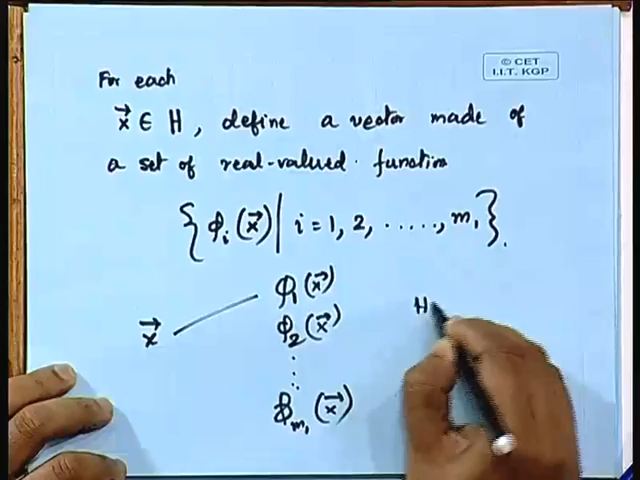 © CET
I.I.T. KGP
For each
x⃗ ∈ H, define a vector made of
a set of real-valued function
{ϕᵢ(x⃗) | i = 1, 2, ....., m₁}.
ϕ₁(x⃗)
x⃗ ϕ₂(x⃗)
H
⋮
ϕₘ₁(x⃗)